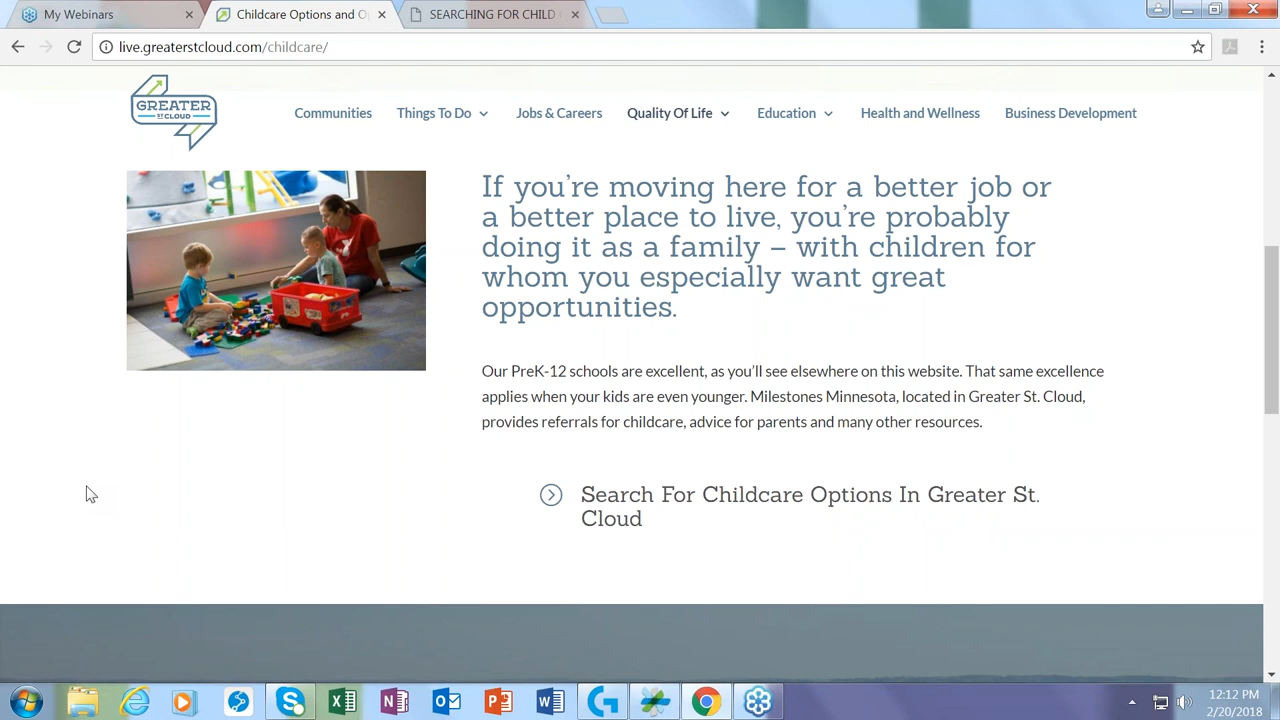 My Webinars
Childcare Options and O
SEARCHING FOR CHILD
live.greaterstcloud.com/childcare/
GREATER
ST CLOUD
Communities
Things To Do
Jobs & Careers
Quality Of Life
Education
Health and Wellness
Business Development
If you're moving here for a better job or
a better place to live, you're probably
doing it as a family – with children for
whom you especially want great
opportunities.
Our PreK-12 schools are excellent, as you'll see elsewhere on this website. That same excellence
applies when your kids are even younger. Milestones Minnesota, located in Greater St. Cloud,
provides referrals for childcare, advice for parents and many other resources.
Search For Childcare Options In Greater St.
Cloud
12:12 PM
2/20/2018